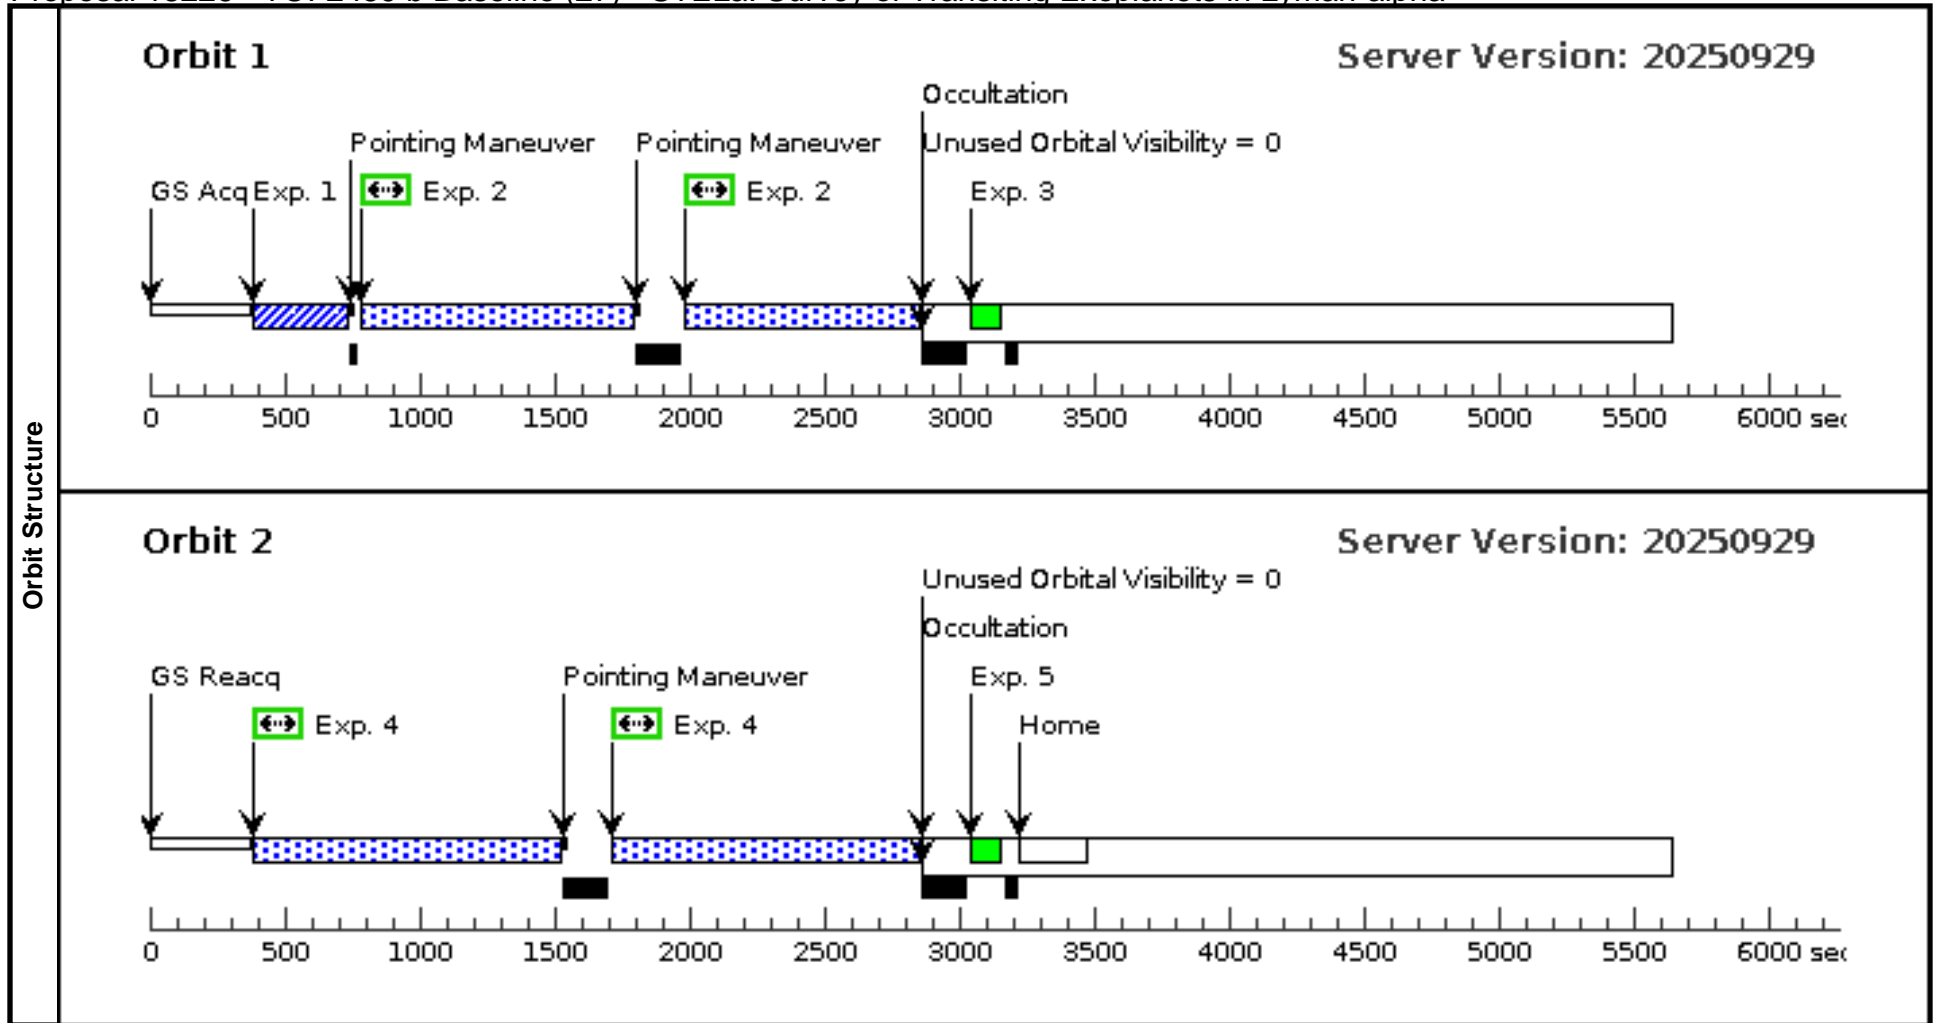 Orbit Structure
Orbit 1 Server Version: 20250929
Occultation
Pointing Maneuver Pointing Maneuver Unused Orbital Visibility = 0
GS Acq Exp. 1 Exp. 2 Exp. 2 Exp. 3
0 500 1000 1500 2000 2500 3000 3500 4000 4500 5000 5500 6000 sec
Orbit 2 Server Version: 20250929
Unused Orbital Visibility = 0
Occultation
GS Reacq Pointing Maneuver Exp. 5
Exp. 4 Exp. 4 Home
0 500 1000 1500 2000 2500 3000 3500 4000 4500 5000 5500 6000 sec